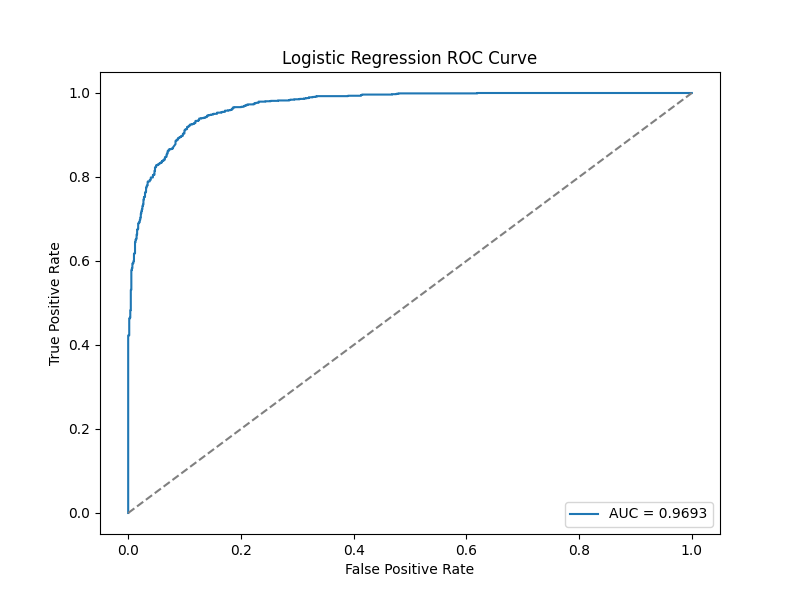 Logistic Regression ROC Curve
True Positive Rate
1.0
0.8
0.6
0.4
0.2
0.0
AUC = 0.9693
0.0 0.2 0.4 0.6 0.8 1.0
False Positive Rate